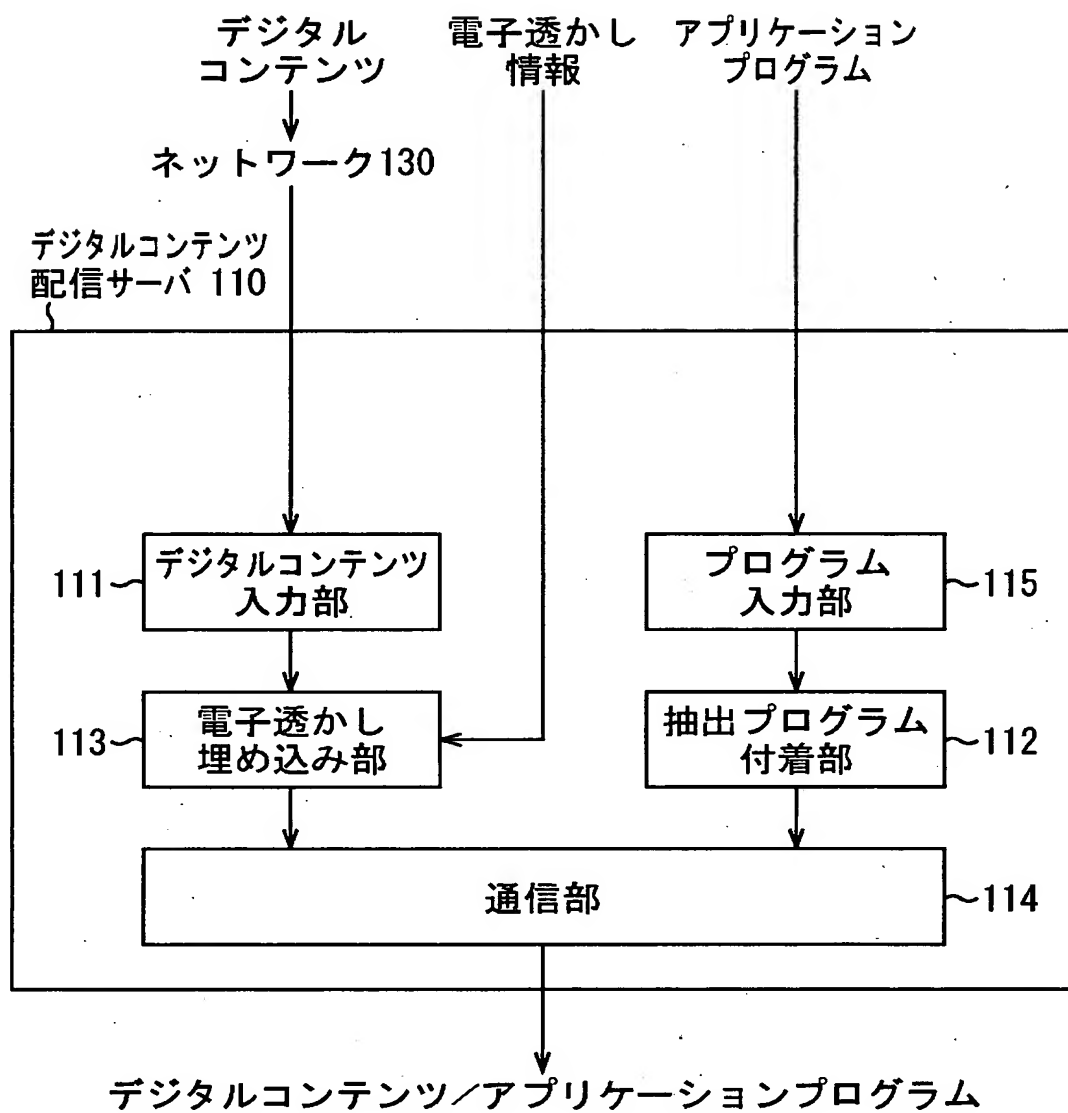 デジタル
コンテンツ
電子透かし
情報
アプリケーション
プログラム
ネットワーク130
デジタルコンテンツ
配信サーバ 110
111
デジタルコンテンツ
入力部
プログラム
入力部
115
113
電子透かし
埋め込み部
抽出プログラム
付着部
112
通信部
114
デジタルコンテンツ/アプリケーションプログラム